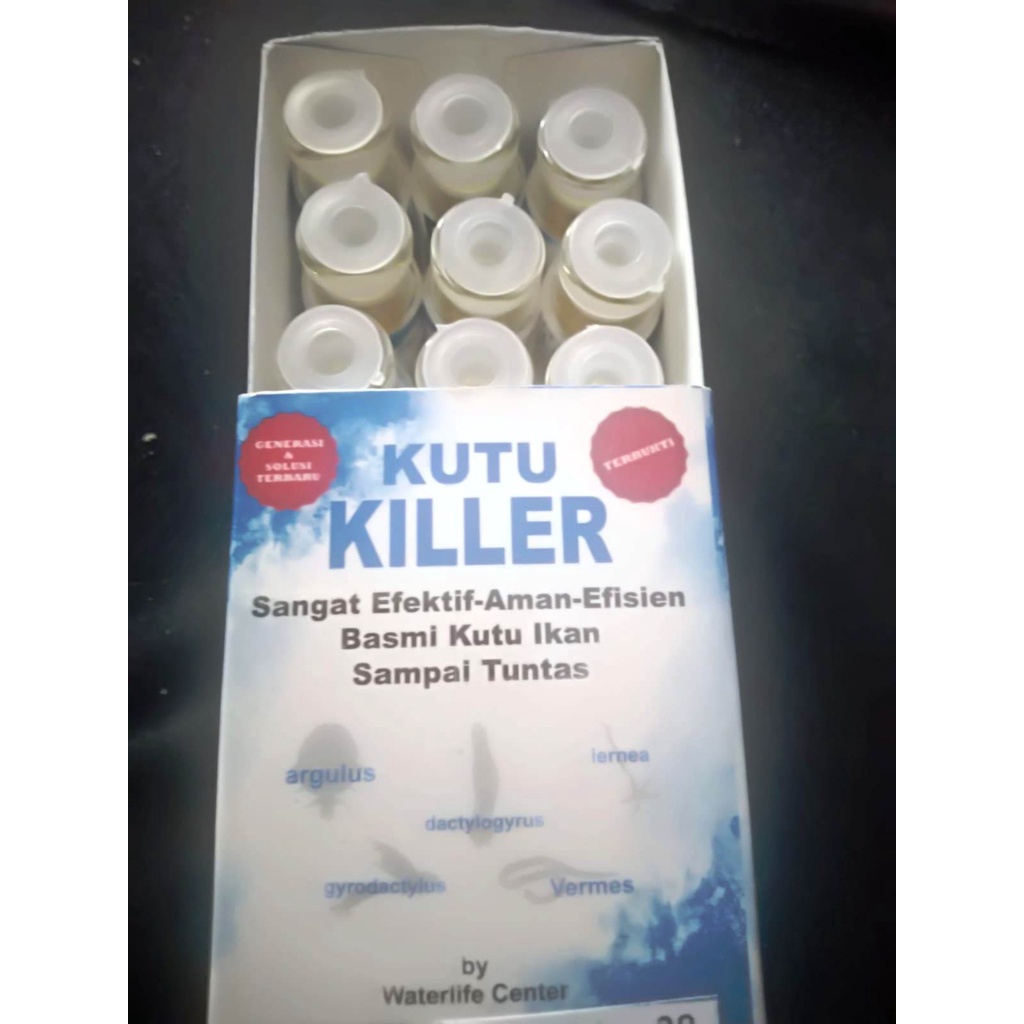 GENERASI
&
SOLUSI
TERBARU
TERBUKTI
KUTU
KILLER
Sangat Efektif-Aman-Efisien
Basmi Kutu Ikan
Sampai Tuntas
argulus
lernea
dactylogyrus
gyrodactylus
Vermes
by
Waterlife Center